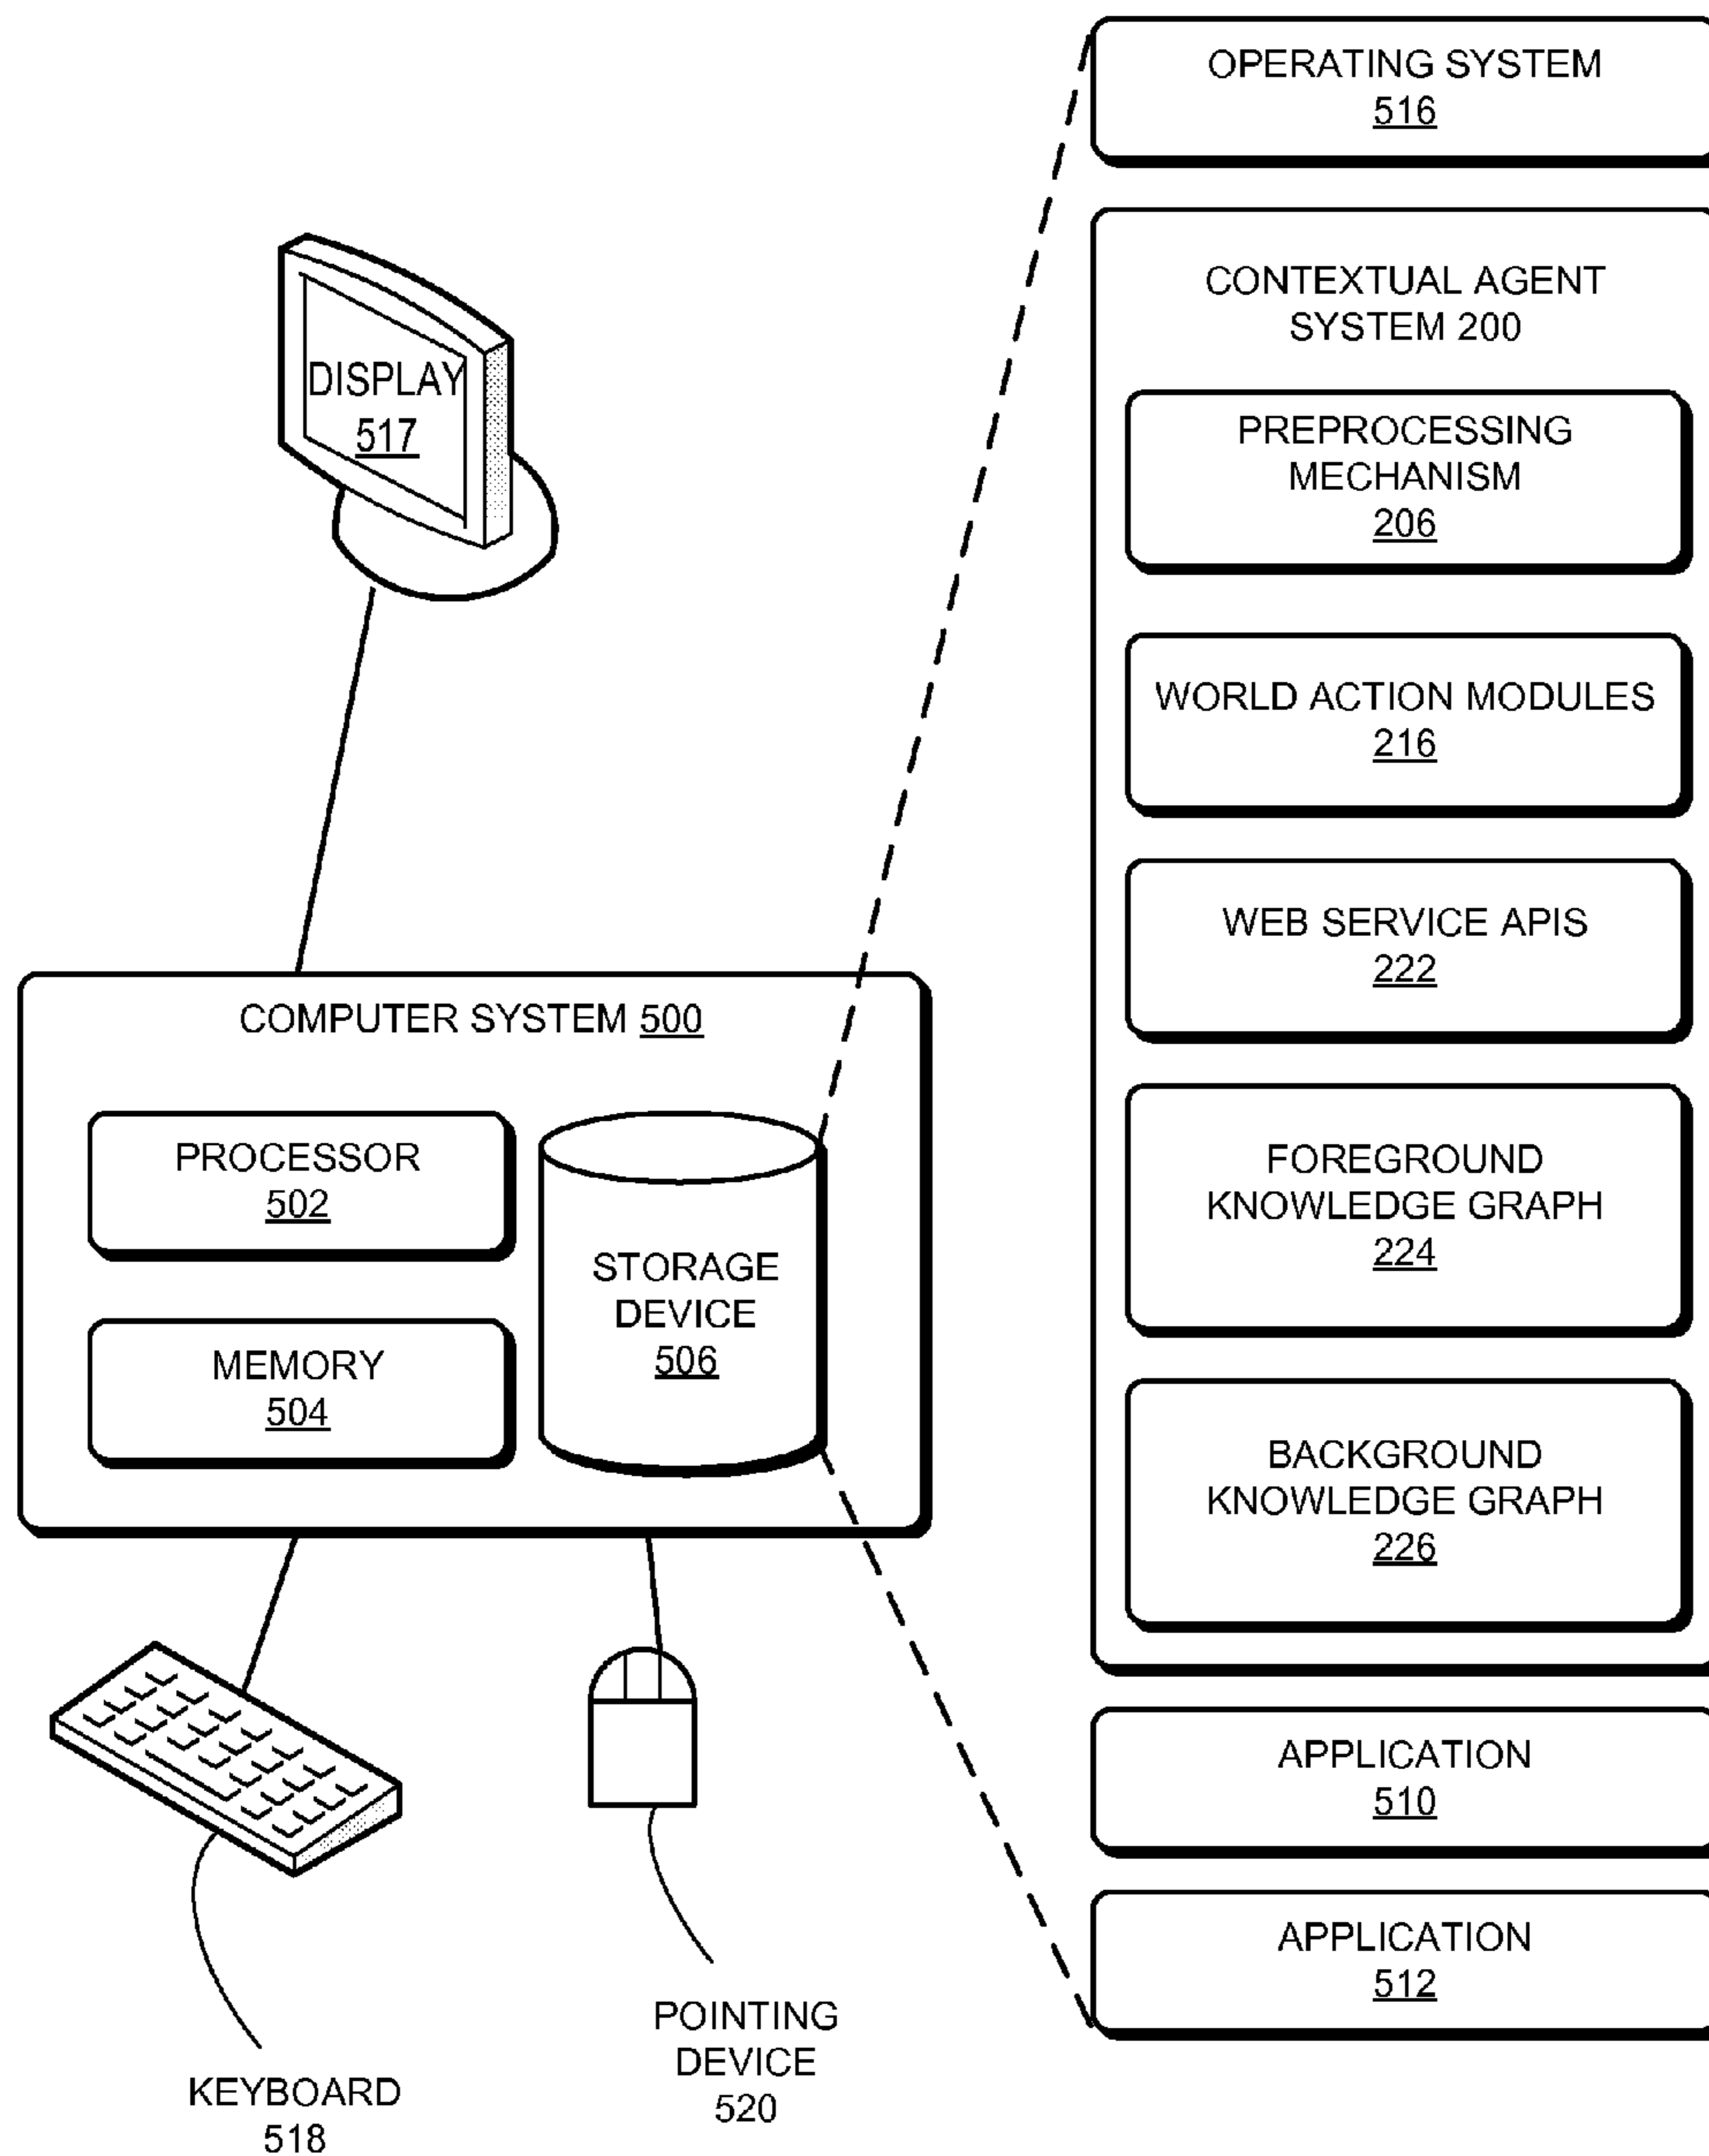 DISPLAY
517
COMPUTER SYSTEM 500
PROCESSOR
502
MEMORY
504
STORAGE
DEVICE
506
KEYBOARD
518
POINTING
DEVICE
520
OPERATING SYSTEM
516
CONTEXTUAL AGENT
SYSTEM 200
PREPROCESSING
MECHANISM
206
WORLD ACTION MODULES
216
WEB SERVICE APIS
222
FOREGROUND
KNOWLEDGE GRAPH
224
BACKGROUND
KNOWLEDGE GRAPH
226
APPLICATION
510
APPLICATION
512